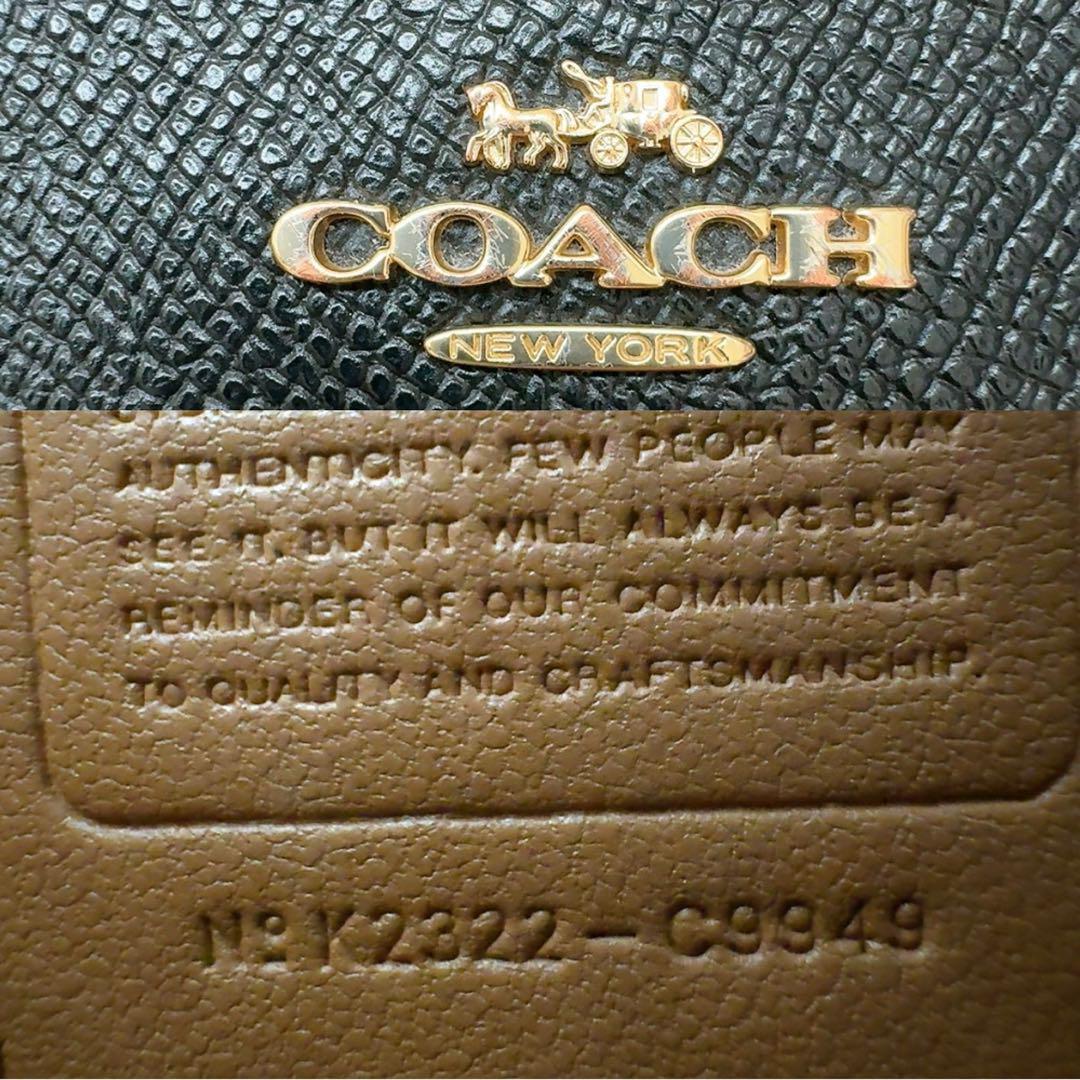 COACH
NEW YORK
AUTHENTICITY. FEW PEOPLE MAY
SEE IT, BUT IT WILL ALWAYS BE A
REMINDER OF OUR COMMITMENT
TO QUALITY AND CRAFTSMANSHIP.
Nº K2322-C9949